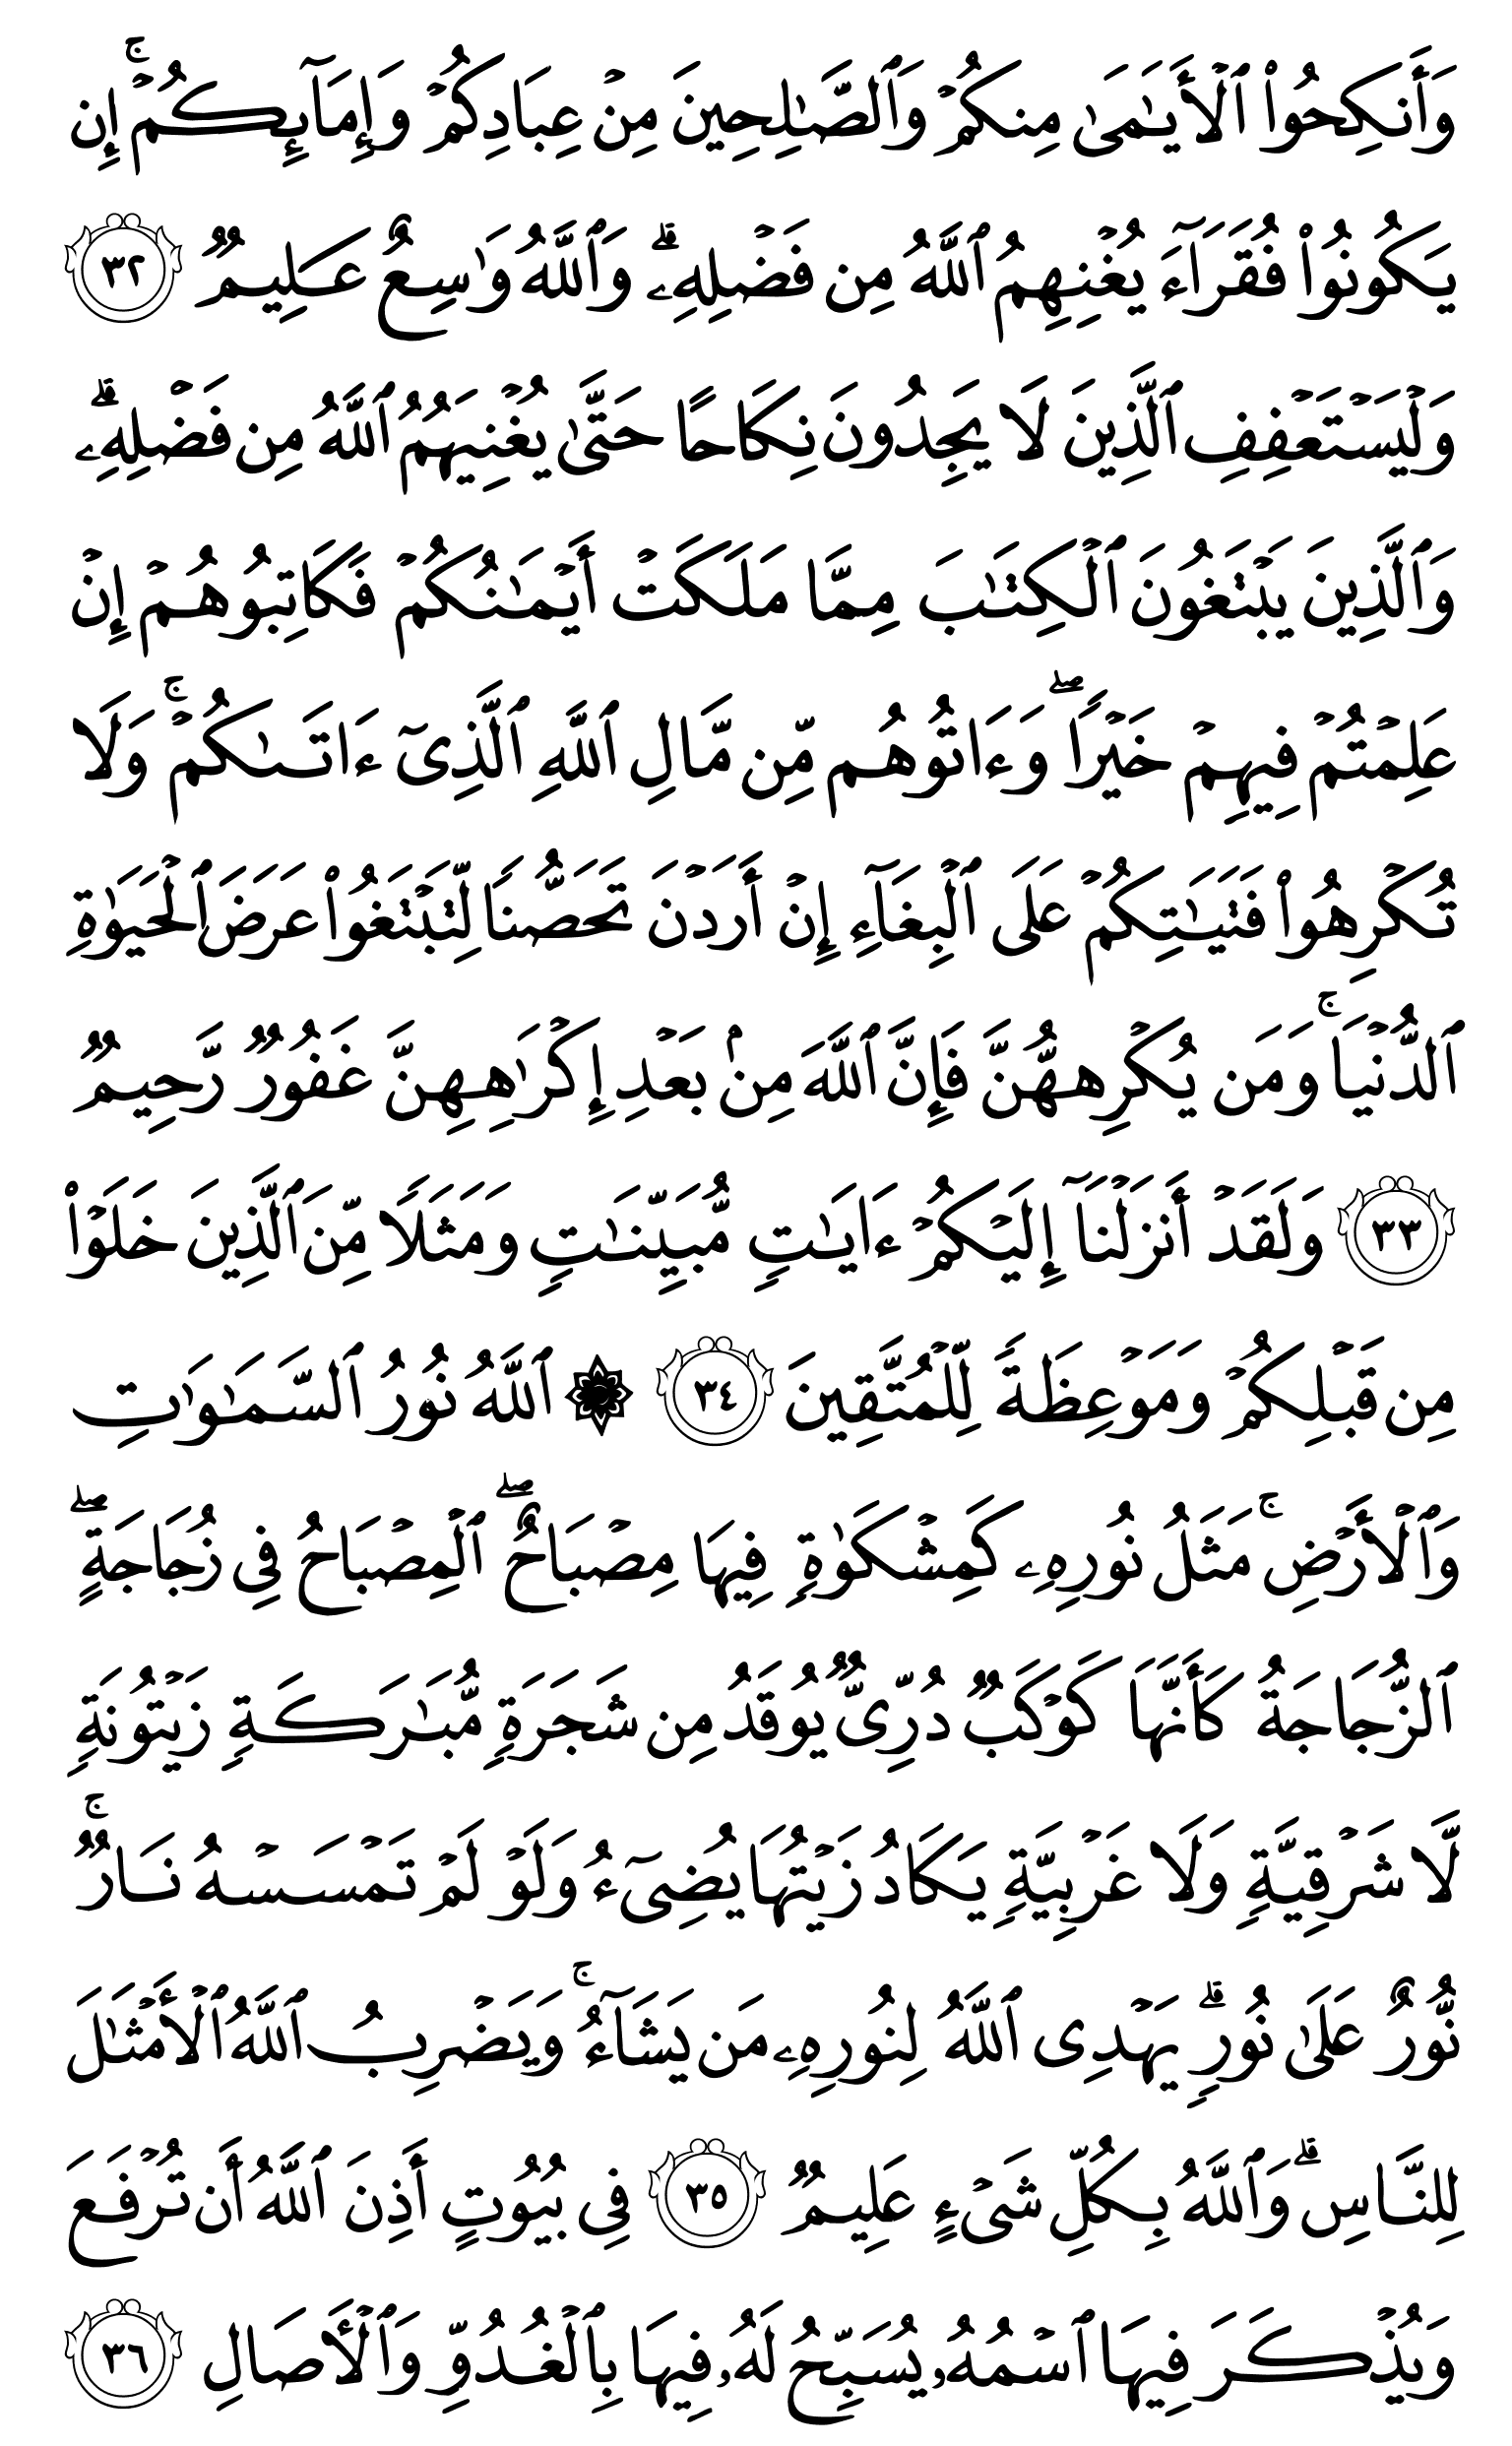 وَأَنكِحُوا۟ ٱلْأَيَـٰمَىٰ مِنكُمْ وَٱلصَّـٰلِحِينَ مِنْ عِبَادِكُمْ وَإِمَآئِكُمْ ۚ إِن
يَكُونُوا۟ فُقَرَآءَ يُغْنِهِمُ ٱللَّهُ مِن فَضْلِهِۦ ۗ وَٱللَّهُ وَٰسِعٌ عَلِيمٌ ٣٢
وَلْيَسْتَعْفِفِ ٱلَّذِينَ لَا يَجِدُونَ نِكَاحًا حَتَّىٰ يُغْنِيَهُمُ ٱللَّهُ مِن فَضْلِهِۦ ۗ
وَٱلَّذِينَ يَبْتَغُونَ ٱلْكِتَـٰبَ مِمَّا مَلَكَتْ أَيْمَـٰنُكُمْ فَكَاتِبُوهُمْ إِنْ
عَلِمْتُمْ فِيهِمْ خَيْرًا ۖ وَءَاتُوهُم مِّن مَّالِ ٱللَّهِ ٱلَّذِىٓ ءَاتَىٰكُمْ ۚ وَلَا
تُكْرِهُوا۟ فَتَيَـٰتِكُمْ عَلَى ٱلْبِغَآءِ إِنْ أَرَدْنَ تَحَصُّنًا لِّتَبْتَغُوا۟ عَرَضَ ٱلْحَيَوٰةِ
ٱلدُّنْيَا ۚ وَمَن يُكْرِههُّنَّ فَإِنَّ ٱللَّهَ مِنۢ بَعْدِ إِكْرَٰهِهِنَّ غَفُورٌ رَّحِيمٌ
٣٣ وَلَقَدْ أَنزَلْنَآ إِلَيْكُمْ ءَايَـٰتٍ مُّبَيِّنَـٰتٍ وَمَثَلًا مِّنَ ٱلَّذِينَ خَلَوْا۟
مِن قَبْلِكُمْ وَمَوْعِظَةً لِّلْمُتَّقِينَ ٣٤ ۞ ٱللَّهُ نُورُ ٱلسَّمَـٰوَٰتِ
وَٱلْأَرْضِ ۚ مَثَلُ نُورِهِۦ كَمِشْكَوٰةٍ فِيهَا مِصْبَاحٌ ۖ ٱلْمِصْبَاحُ فِى زُجَاجَةٍ ۖ
ٱلزُّجَاجَةُ كَأَنَّهَا كَوْكَبٌ دُرِّىٌّ يُوقَدُ مِن شَجَرَةٍ مُّبَـٰرَكَةٍ زَيْتُونَةٍ
لَّا شَرْقِيَّةٍ وَلَا غَرْبِيَّةٍ يَكَادُ زَيْتُهَا يُضِىٓءُ وَلَوْ لَمْ تَمْسَسْهُ نَارٌ ۚ
نُّورٌ عَلَىٰ نُورٍ ۗ يَهْدِى ٱللَّهُ لِنُورِهِۦ مَن يَشَآءُ ۚ وَيَضْرِبُ ٱللَّهُ ٱلْأَمْثَـٰلَ
لِلنَّاسِ ۗ وَٱللَّهُ بِكُلِّ شَىْءٍ عَلِيمٌ ٣٥ فِى بُيُوتٍ أَذِنَ ٱللَّهُ أَن تُرْفَعَ
وَيُذْكَرَ فِيهَا ٱسْمُهُۥ يُسَبِّحُ لَهُۥ فِيهَا بِٱلْغُدُوِّ وَٱلْأَصَالِ ٣٦